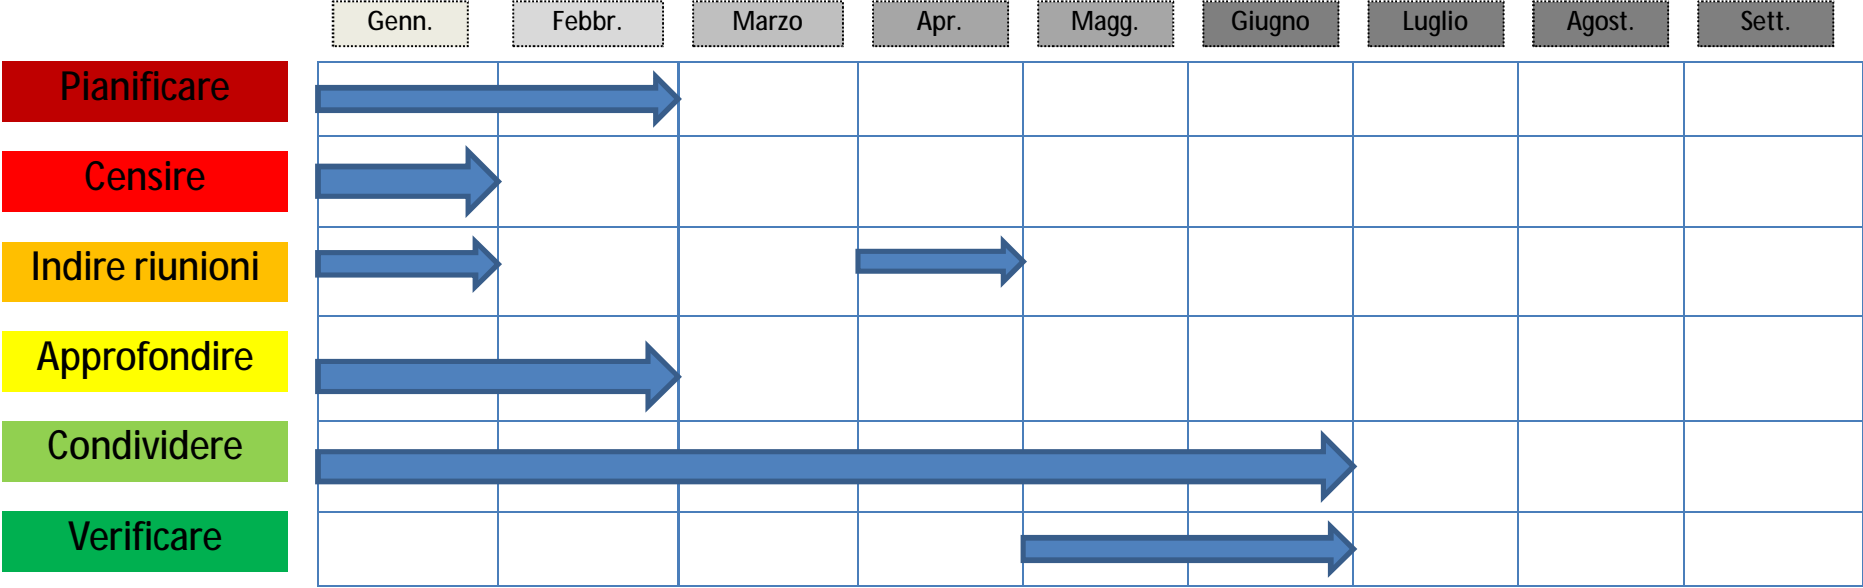 Genn. Febbr. Marzo Apr. Magg. Giugno Luglio Agost. Sett.
Pianificare
Censire
Indire riunioni
Approfondire
Condividere
Verificare